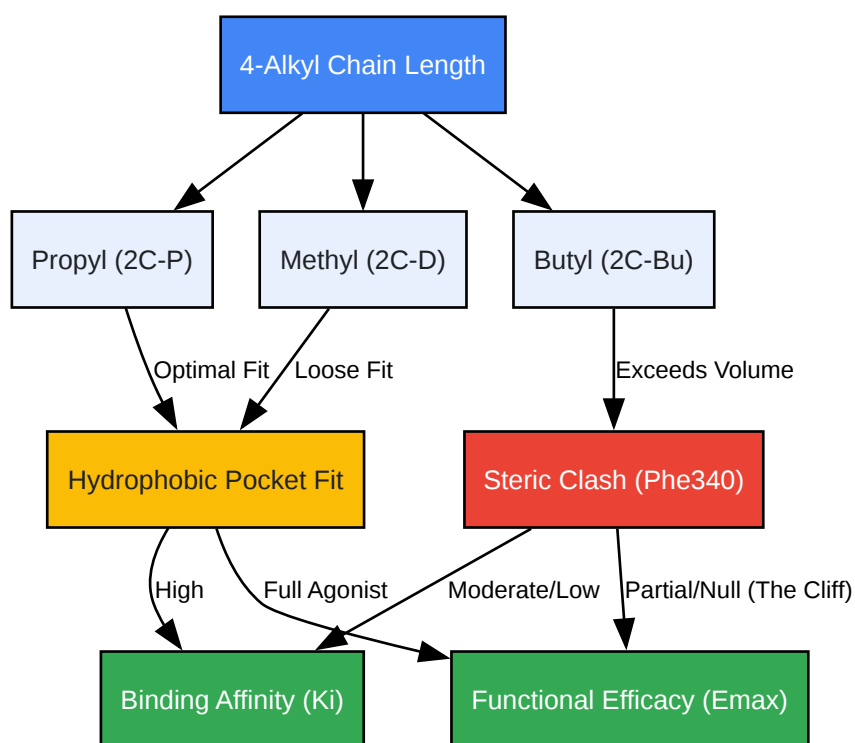 4-Alkyl Chain Length
Propyl (2C-P)
Methyl (2C-D)
Butyl (2C-Bu)
Optimal Fit
Loose Fit
Exceeds Volume
Hydrophobic Pocket Fit
Steric Clash (Phe340)
High
Full Agonist
Moderate/Low
Partial/Null (The Cliff)
Binding Affinity (Ki)
Functional Efficacy (Emax)